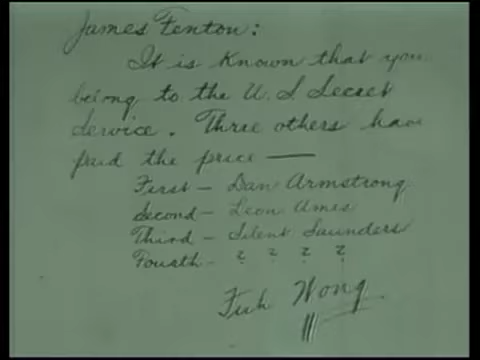 James Fenton:
It is known that you
belong to the U. S Secret
Service. Three others have
paid the price —
First - Dan Armstrong
Second - Leon Ames
Third - Silent Saunders
Fourth - ? ? ? ?
Wong